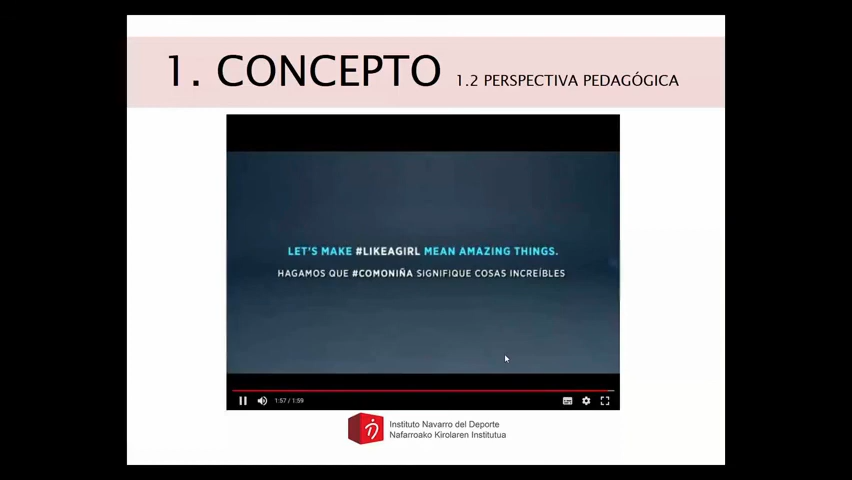 1. CONCEPTO 1.2 PERSPECTIVA PEDAGÓGICA
LET'S MAKE #LIKEAGIRL MEAN AMAZING THINGS.
HAGAMOS QUE #COMONIÑA SIGNIFIQUE COSAS INCREÍBLES
1:57 / 1:59
Instituto Navarro del Deporte
Nafarroako Kirolaren Institutua